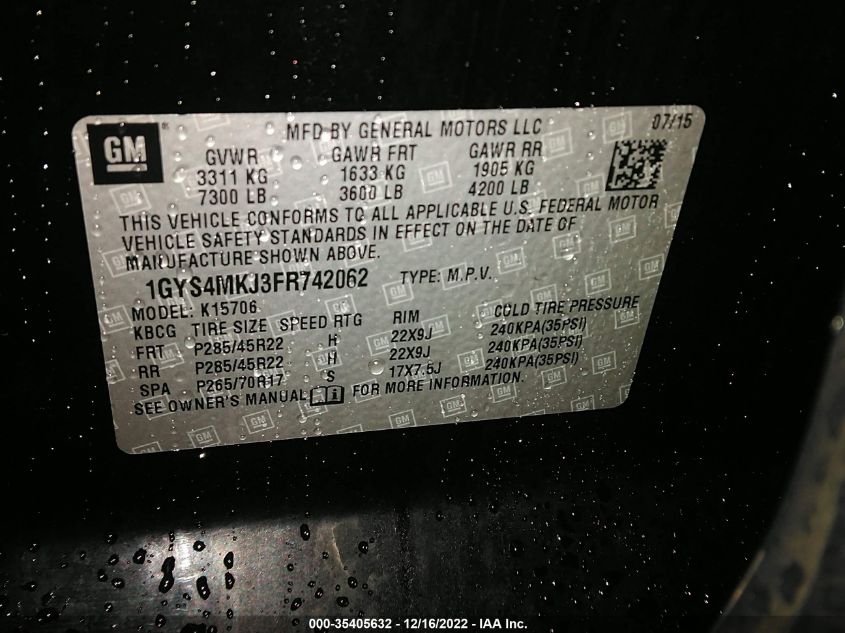 GM
MFD BY GENERAL MOTORS LLC 07/15
GVWR GAWR FRT GAWR RR
3311 KG 1633 KG 1905 KG
7300 LB 3600 LB 4200 LB
THIS VEHICLE CONFORMS TO ALL APPLICABLE U.S. FEDERAL MOTOR
VEHICLE SAFETY STANDARDS IN EFFECT ON THE DATE OF
MANUFACTURE SHOWN ABOVE.
1GYS4MKJ3FR742062 TYPE: M.P.V.
MODEL: K15706
KBCG TIRE SIZE SPEED RTG RIM COLD TIRE PRESSURE
FRT P285/45R22 H 22X9J 240KPA(35PSI)
RR P285/45R22 H 22X9J 240KPA(35PSI)
SPA P265/70R17 S 17X7.5J 240KPA(35PSI)
SEE OWNER'S MANUAL FOR MORE INFORMATION.
000-35405632 - 12/16/2022 - IAA Inc.